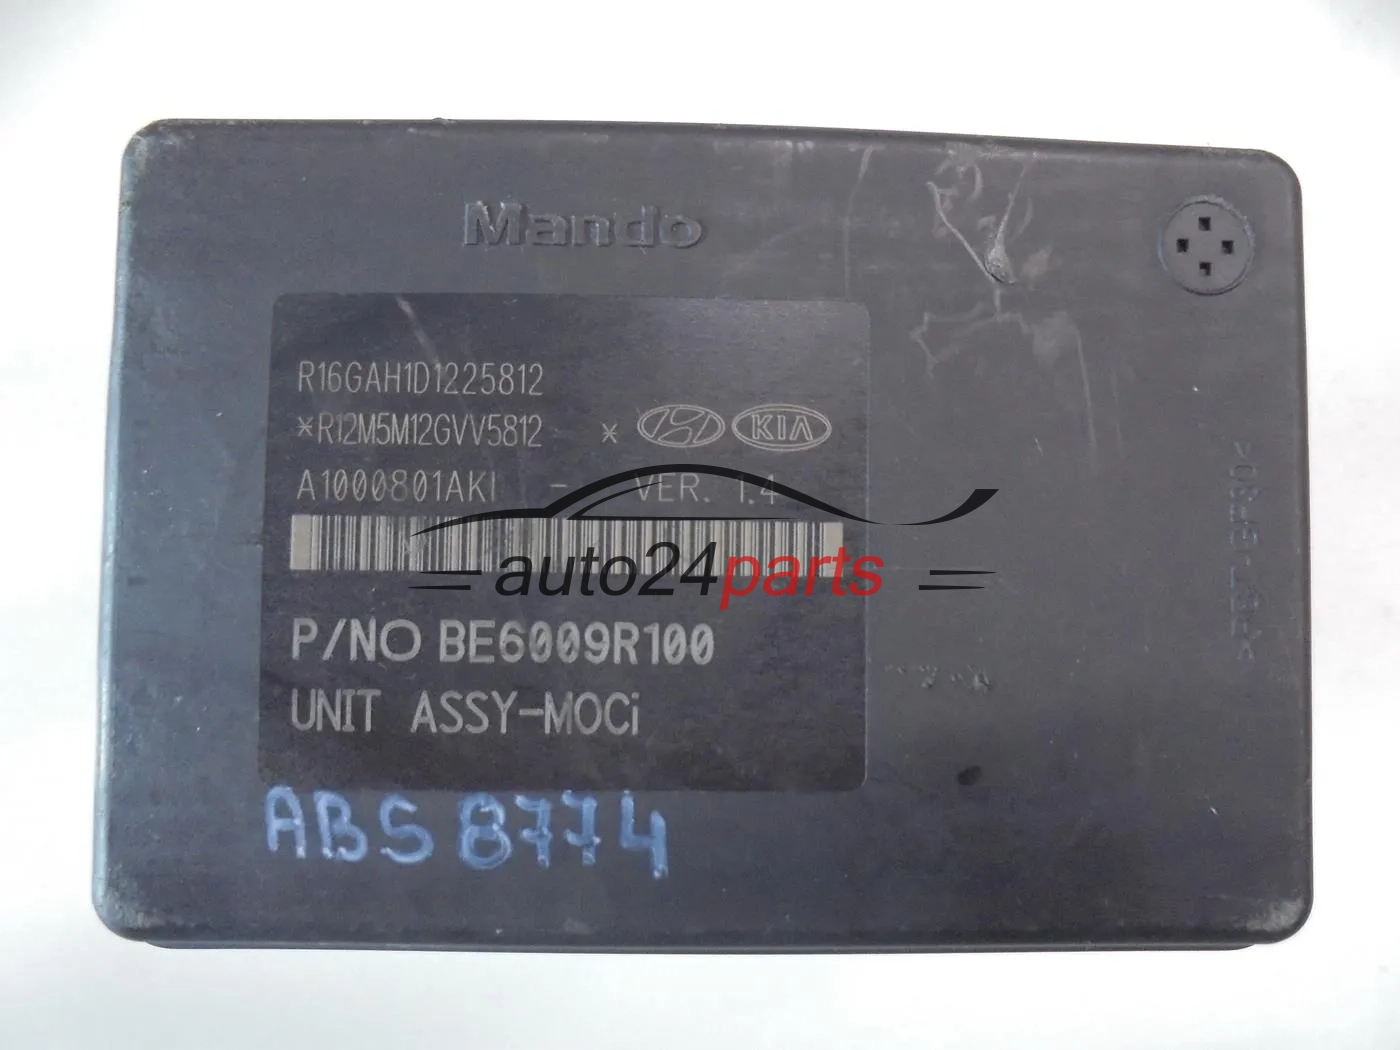 Mando
R16GAH1D1225812
*R12M5M12GVV5812 * KIA
A1000801AKI - VER. 1.4
auto24parts
P/NO BE6009R100
UNIT ASSY-MOCi
ABS 8774